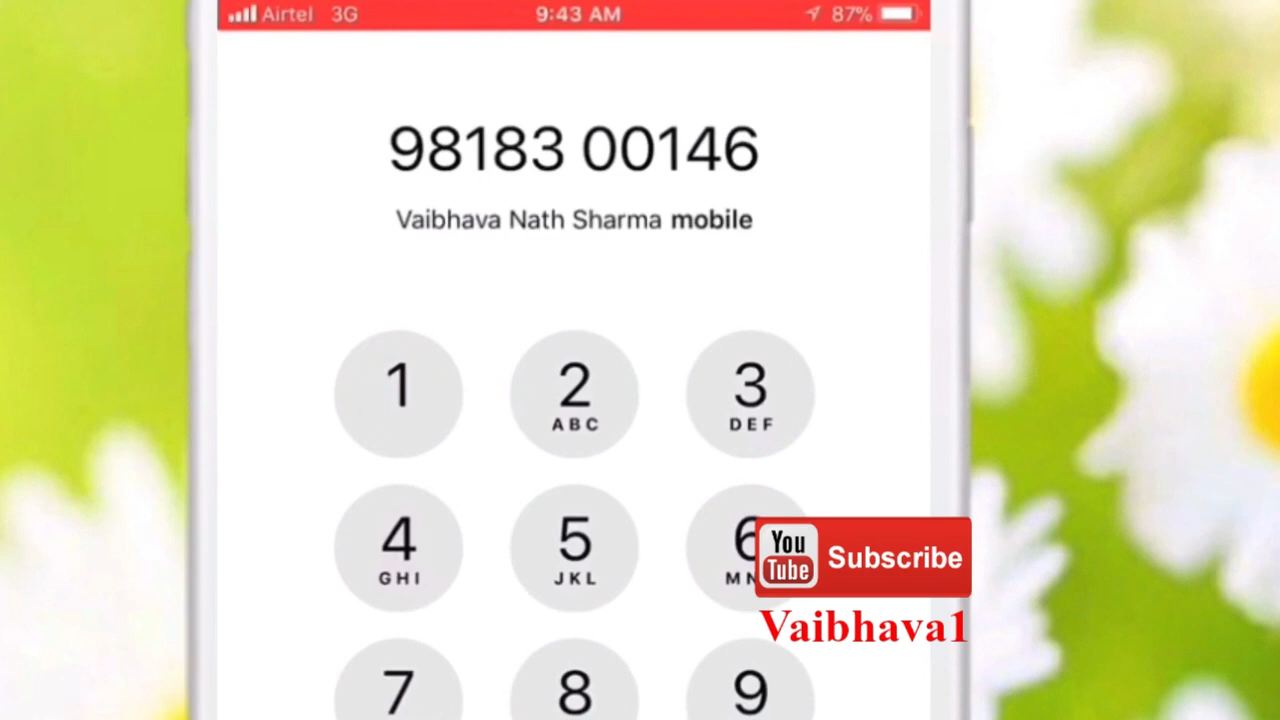 Airtel 3G 9:43 AM 87%
98183 00146
Vaibhava Nath Sharma mobile
1 2 3
ABC DEF
4 5 6
GHI JKL MN
You Tube Subscribe
Vaibhava1
7 8 9